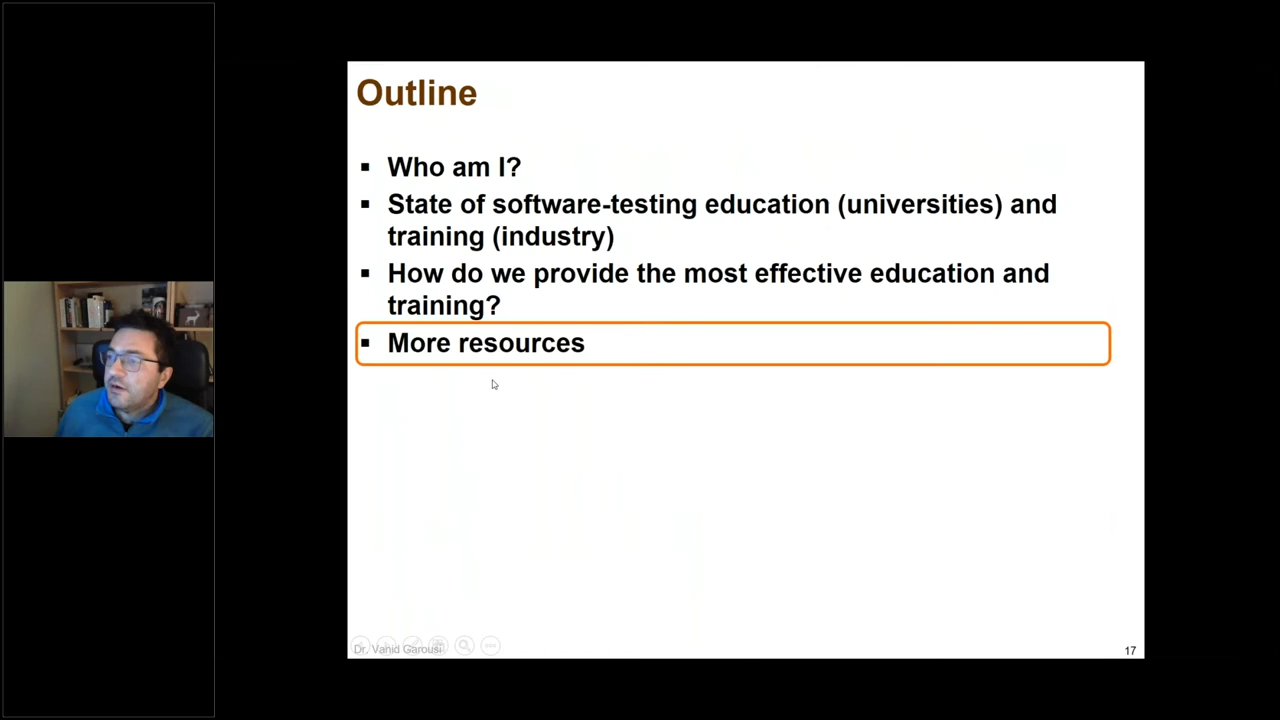 Outline
▪ Who am I?
▪ State of software-testing education (universities) and
training (industry)
▪ How do we provide the most effective education and
training?
▪ More resources
Dr. Vahid Garousi
17